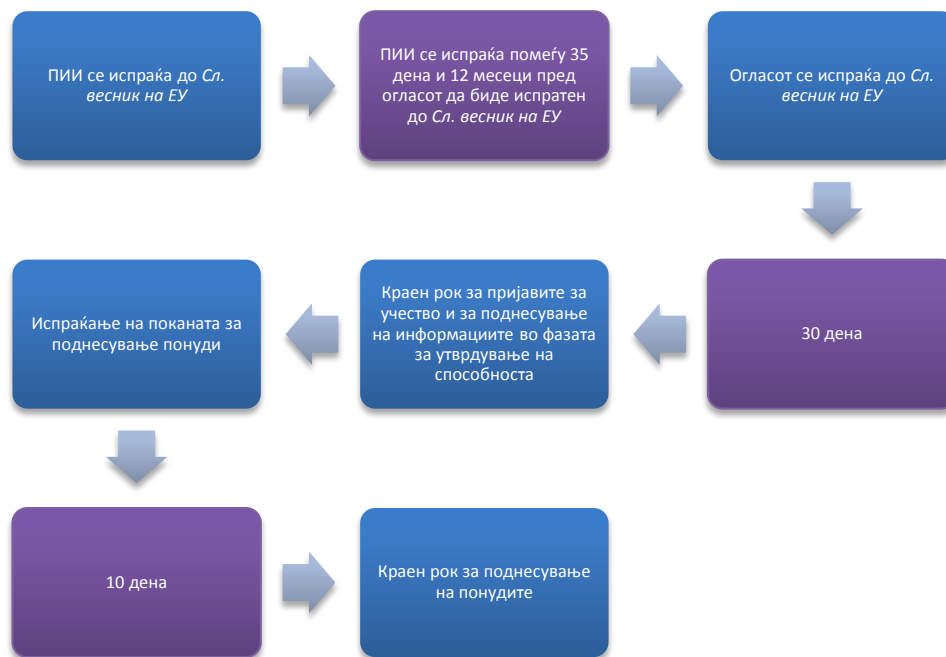 ПИИ се испраќа до Сл.
весник на ЕУ
ПИИ се испраќа помеѓу 35
дена и 12 месеци пред
огласот да биде испратен
до Сл. весник на ЕУ
Огласот се испраќа до Сл.
весник на ЕУ
30 дена
Краен рок за пријавите за
учество и за поднесување
на информациите во фазата
за утврдување на
способноста
Испраќање на поканата за
поднесување понуди
10 дена
Краен рок за поднесување
на понудите